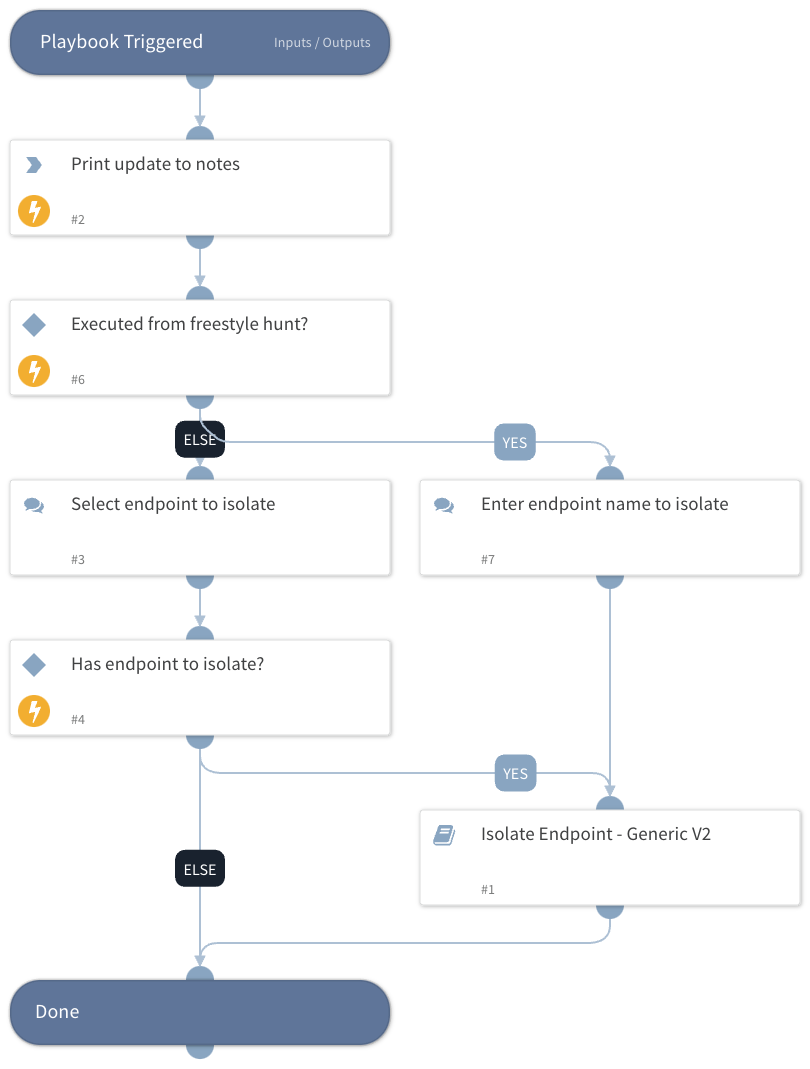 Playbook Triggered
Inputs / Outputs
Print update to notes
#2
Executed from freestyle hunt?
#6
ELSE
YES
Select endpoint to isolate
#3
Enter endpoint name to isolate
#7
Has endpoint to isolate?
#4
YES
Isolate Endpoint - Generic V2
#1
ELSE
Done